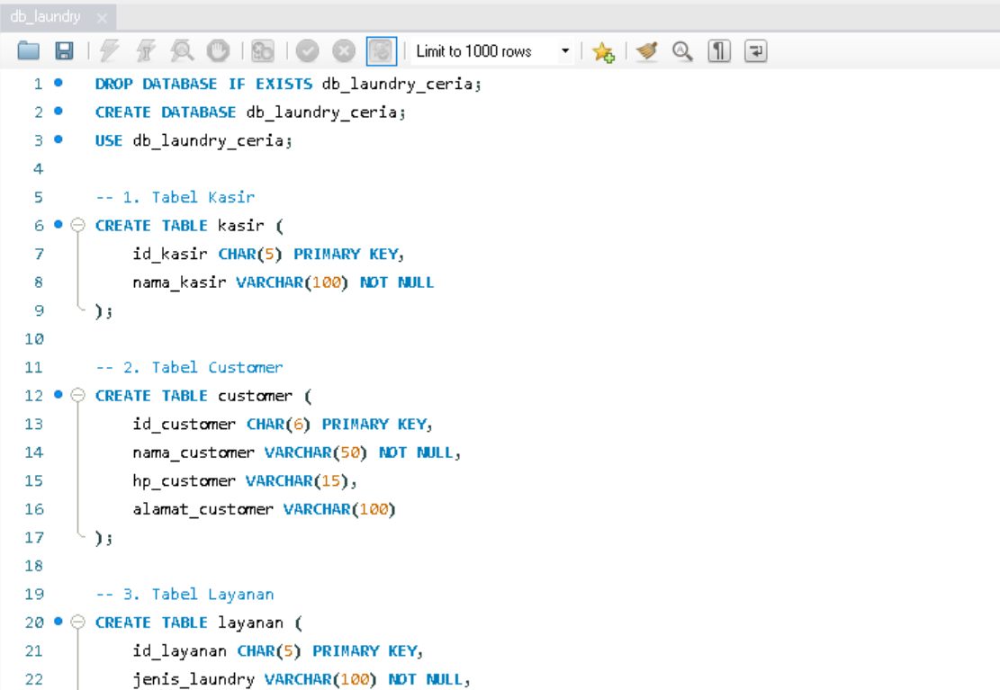 db_laundry
Limit to 1000 rows
1 DROP DATABASE IF EXISTS db_laundry_ceria;
2 CREATE DATABASE db_laundry_ceria;
3 USE db_laundry_ceria;
4
5 -- 1. Tabel Kasir
6 CREATE TABLE kasir (
7 id_kasir CHAR(5) PRIMARY KEY,
8 nama_kasir VARCHAR(100) NOT NULL
9 );
10
11 -- 2. Tabel Customer
12 CREATE TABLE customer (
13 id_customer CHAR(6) PRIMARY KEY,
14 nama_customer VARCHAR(50) NOT NULL,
15 hp_customer VARCHAR(15),
16 alamat_customer VARCHAR(100)
17 );
18
19 -- 3. Tabel Layanan
20 CREATE TABLE layanan (
21 id_layanan CHAR(5) PRIMARY KEY,
22 jenis_laundry VARCHAR(100) NOT NULL,